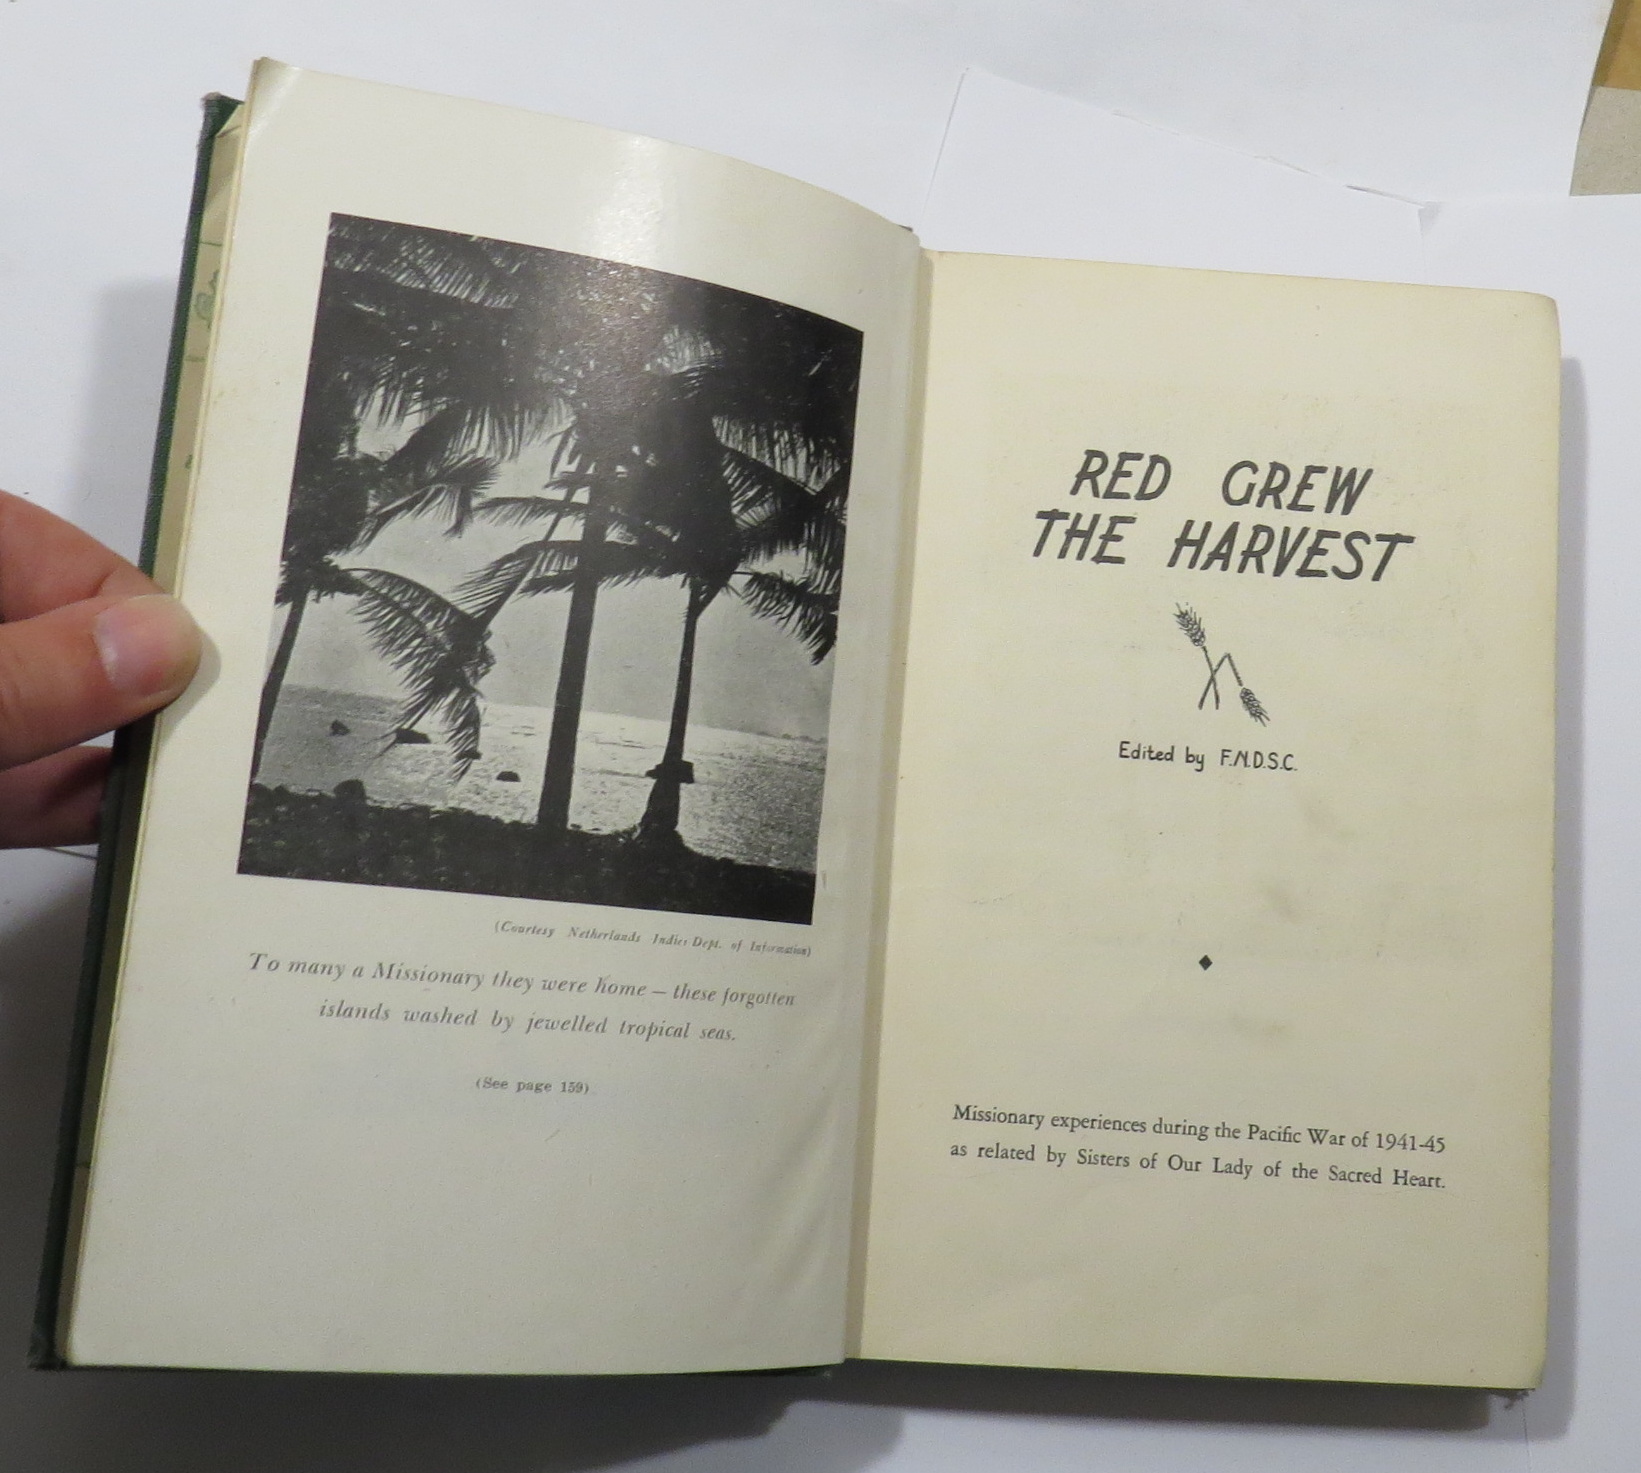 (Courtesy Netherlands Indies Dept. of Information)
To many a Missionary they were home — these forgotten
islands washed by jewelled tropical seas.
(See page 159)
RED GREW
THE HARVEST
Edited by F.N.D.S.C.
Missionary experiences during the Pacific War of 1941-45
as related by Sisters of Our Lady of the Sacred Heart.